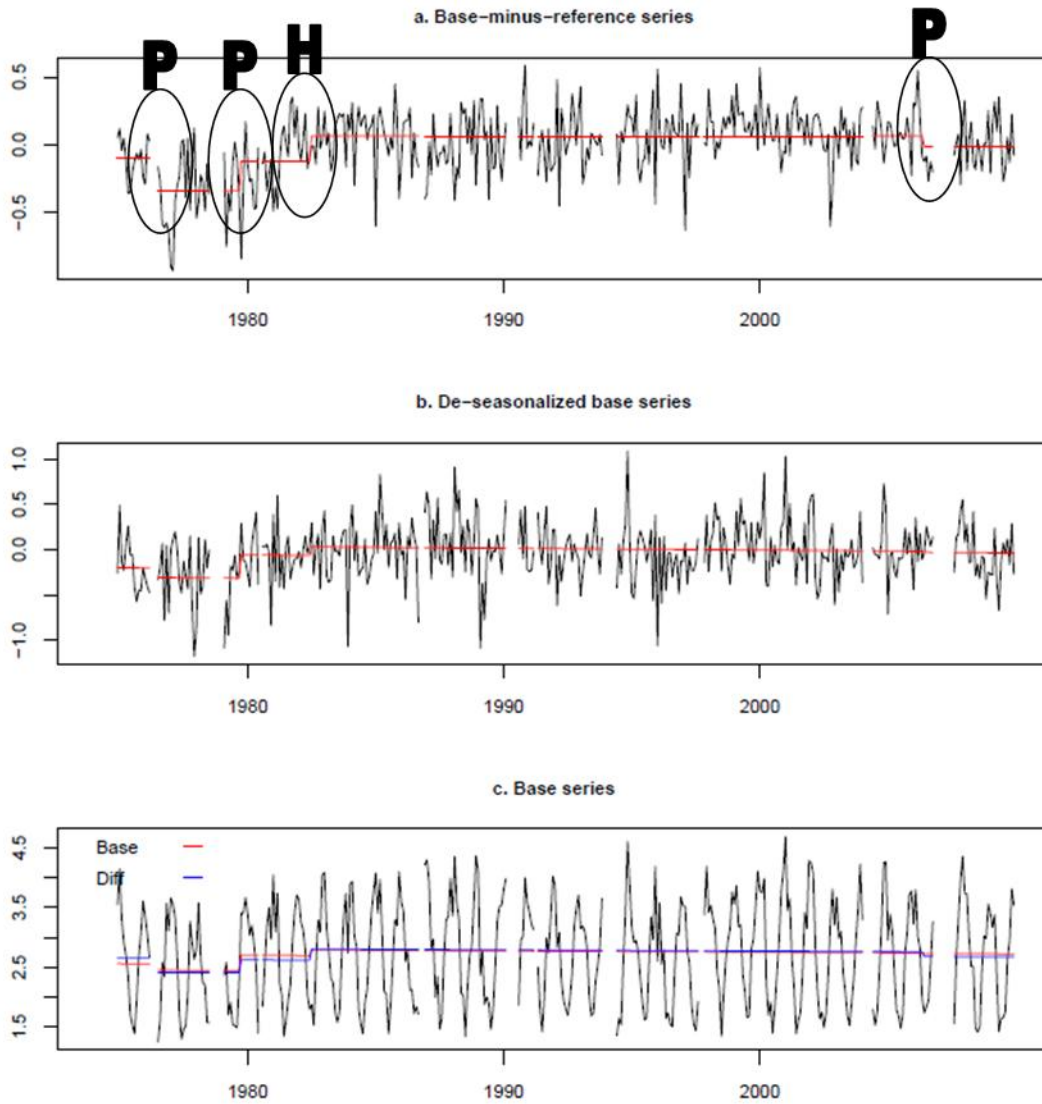 a. Base−minus−reference series
P P H P
0.5
0.0
−0.5
1980 1990 2000
b. De−seasonalized base series
1.0
0.5
0.0
−1.0
1980 1990 2000
c. Base series
4.5
3.5
2.5
1.5
Base
Diff
1980 1990 2000